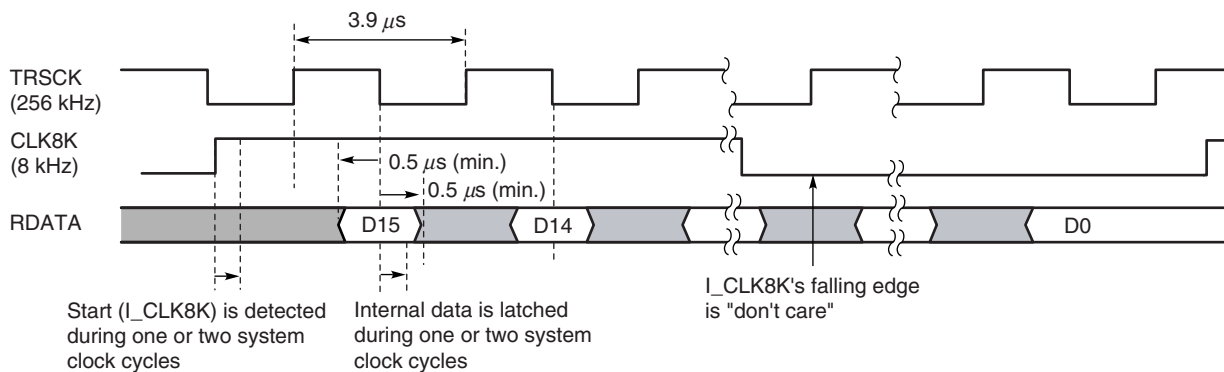 3.9 μs
TRSCK
(256 kHz)
CLK8K
(8 kHz)
0.5 μs (min.)
0.5 μs (min.)
RDATA
D15
D14
D0
Start (I_CLK8K) is detected
during one or two system
clock cycles
Internal data is latched
during one or two system
clock cycles
I_CLK8K's falling edge
is "don't care"